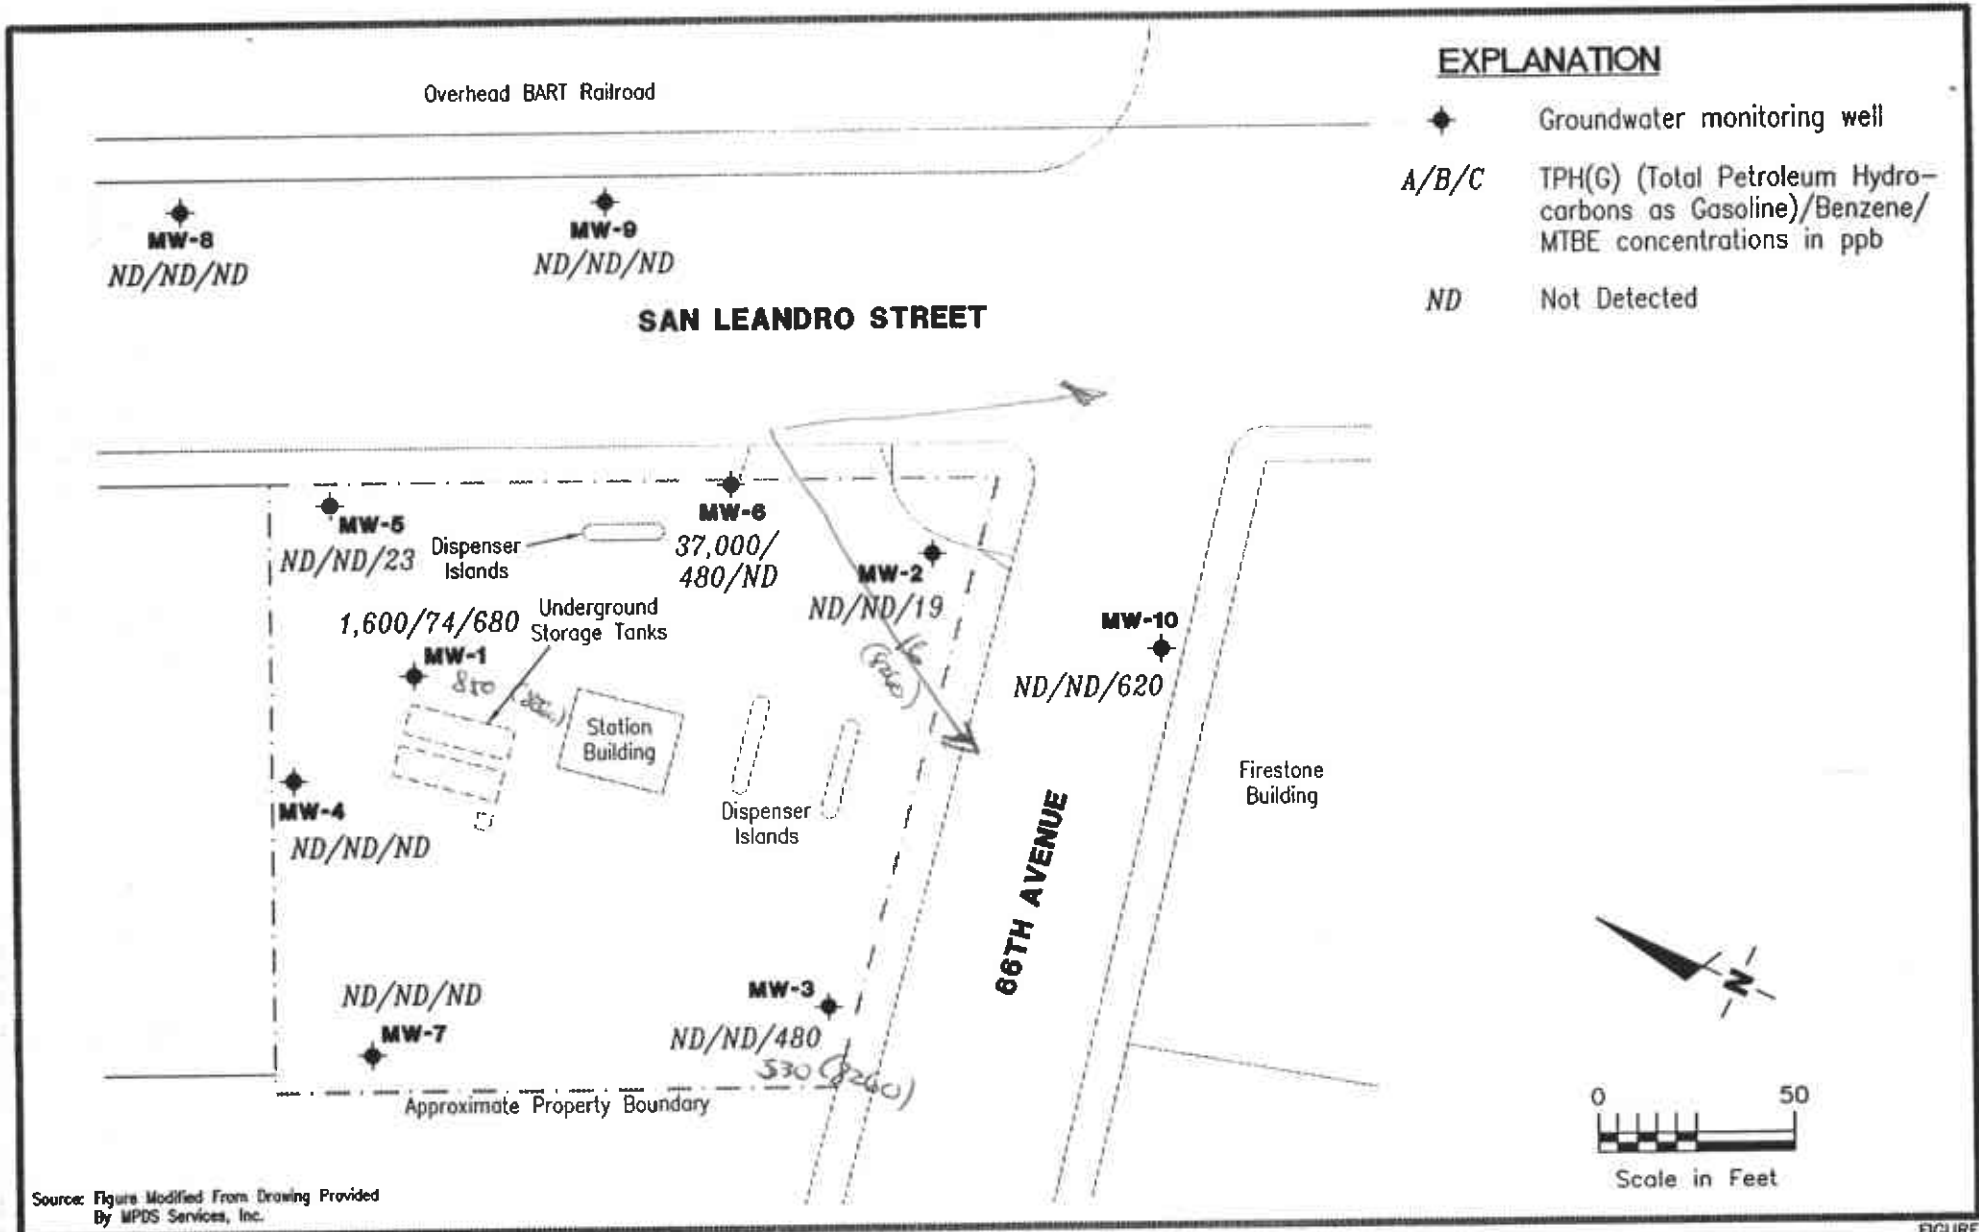 Overhead BART Railroad
EXPLANATION
Groundwater monitoring well
A/B/C
TPH(G) (Total Petroleum Hydro-
carbons as Gasoline)/Benzene/
MTBE concentrations in ppb
ND
Not Detected
MW-8
ND/ND/ND
MW-9
ND/ND/ND
SAN LEANDRO STREET
MW-5
ND/ND/23
Dispenser
Islands
MW-6
37,000/
480/ND
MW-2
ND/ND/19
16
(8260)
1,600/74/680
MW-1
850
Underground
Storage Tanks
Station
Building
MW-10
ND/ND/620
MW-4
ND/ND/ND
Dispenser
Islands
Firestone
Building
66TH AVENUE
ND/ND/ND
MW-7
MW-3
ND/ND/480
530 (8260)
Approximate Property Boundary
N
0 50
Scale in Feet
Source: Figure Modified From Drawing Provided
By MPDS Services, Inc.
FIGURE